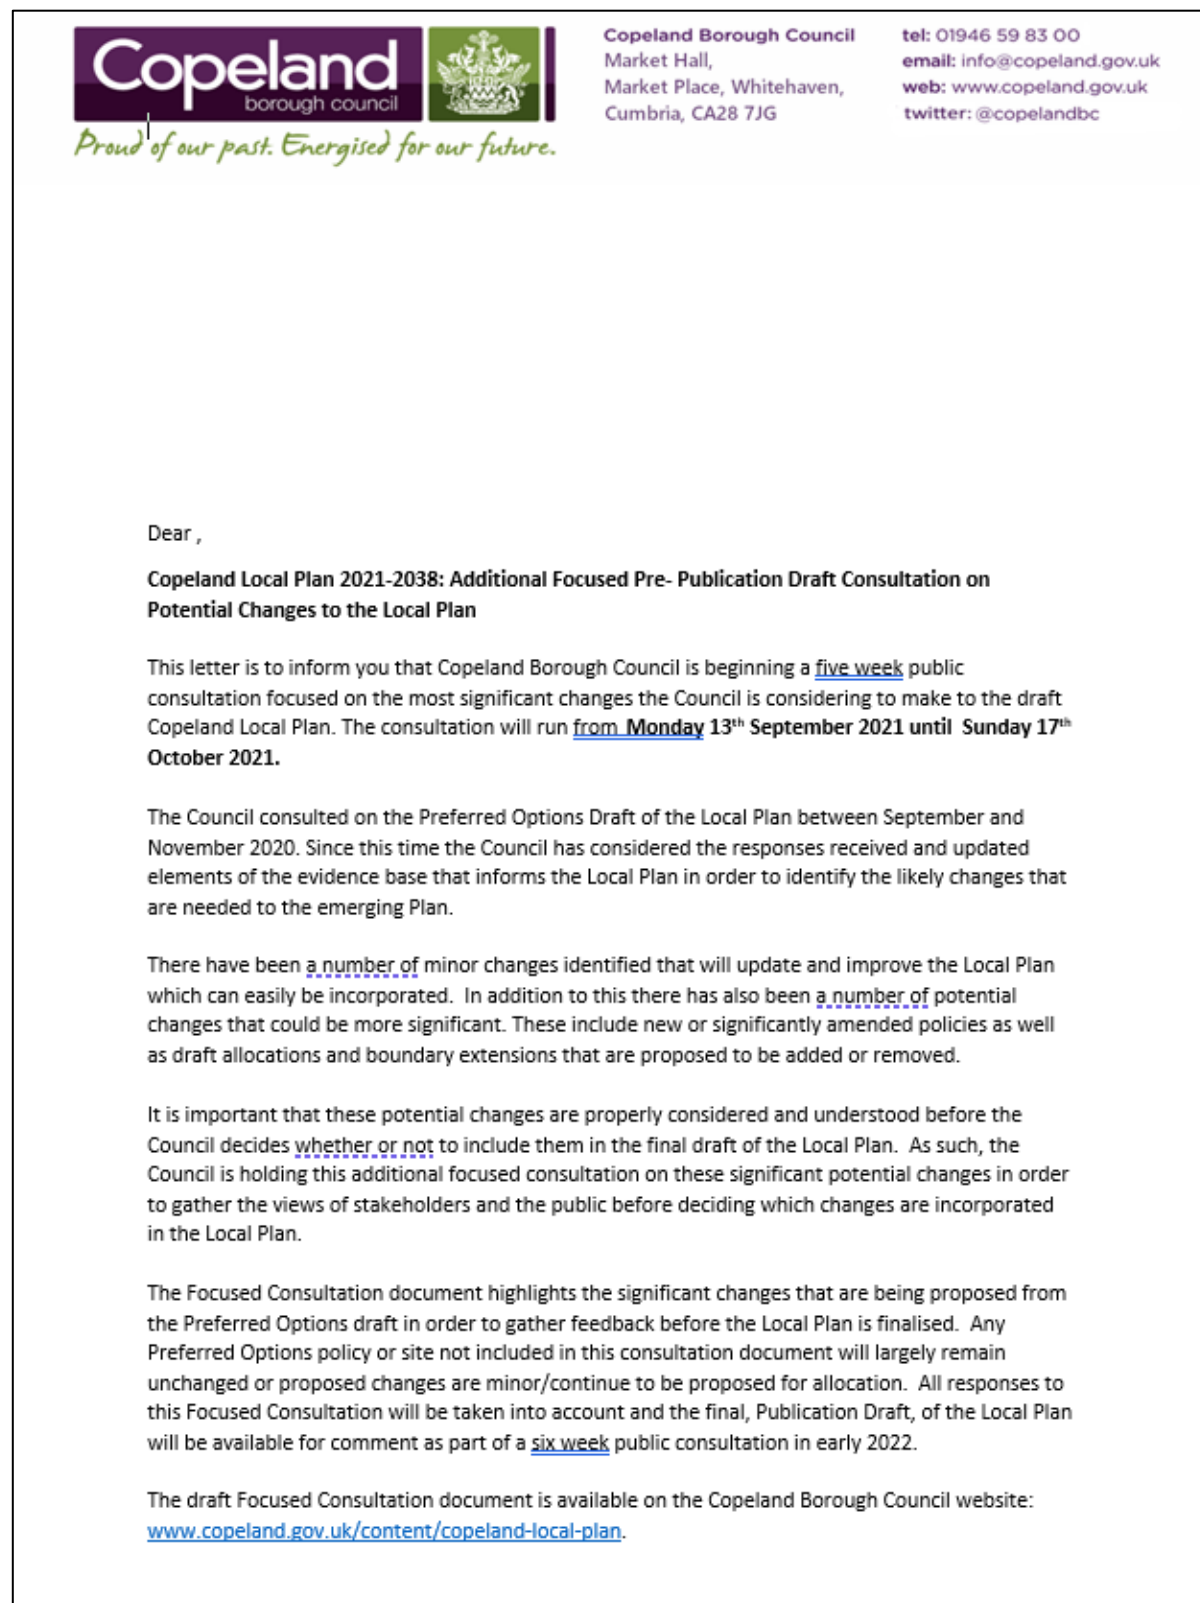 Copeland
borough council
Proud of our past. Energised for our future.
Copeland Borough Council
Market Hall,
Market Place, Whitehaven,
Cumbria, CA28 7JG
tel: 01946 59 83 00
email: info@copeland.gov.uk
web: www.copeland.gov.uk
twitter: @copelandbc
Dear ,
Copeland Local Plan 2021-2038: Additional Focused Pre- Publication Draft Consultation on
Potential Changes to the Local Plan
This letter is to inform you that Copeland Borough Council is beginning a five week public
consultation focused on the most significant changes the Council is considering to make to the draft
Copeland Local Plan. The consultation will run from Monday 13th September 2021 until Sunday 17th
October 2021.
The Council consulted on the Preferred Options Draft of the Local Plan between September and
November 2020. Since this time the Council has considered the responses received and updated
elements of the evidence base that informs the Local Plan in order to identify the likely changes that
are needed to the emerging Plan.
There have been a number of minor changes identified that will update and improve the Local Plan
which can easily be incorporated. In addition to this there has also been a number of potential
changes that could be more significant. These include new or significantly amended policies as well
as draft allocations and boundary extensions that are proposed to be added or removed.
It is important that these potential changes are properly considered and understood before the
Council decides whether or not to include them in the final draft of the Local Plan. As such, the
Council is holding this additional focused consultation on these significant potential changes in order
to gather the views of stakeholders and the public before deciding which changes are incorporated
in the Local Plan.
The Focused Consultation document highlights the significant changes that are being proposed from
the Preferred Options draft in order to gather feedback before the Local Plan is finalised. Any
Preferred Options policy or site not included in this consultation document will largely remain
unchanged or proposed changes are minor/continue to be proposed for allocation. All responses to
this Focused Consultation will be taken into account and the final, Publication Draft, of the Local Plan
will be available for comment as part of a six week public consultation in early 2022.
The draft Focused Consultation document is available on the Copeland Borough Council website:
www.copeland.gov.uk/content/copeland-local-plan.